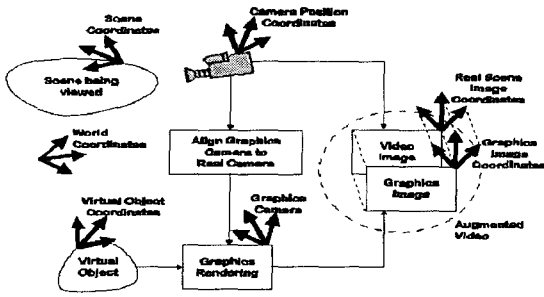 Camera Position
Coordinates
Scene
Coordinates
Scene being
viewed
Real Scene
Image
Coordinates
World
Coordinates
Align Graphics
Camera to
Real Camera
Video
Image
Graphics
Image
Coordinates
Graphics
Image
Virtual Object
Coordinates
Graphics
Camera
Augmented
Video
Virtual
Object
Graphics
Rendering